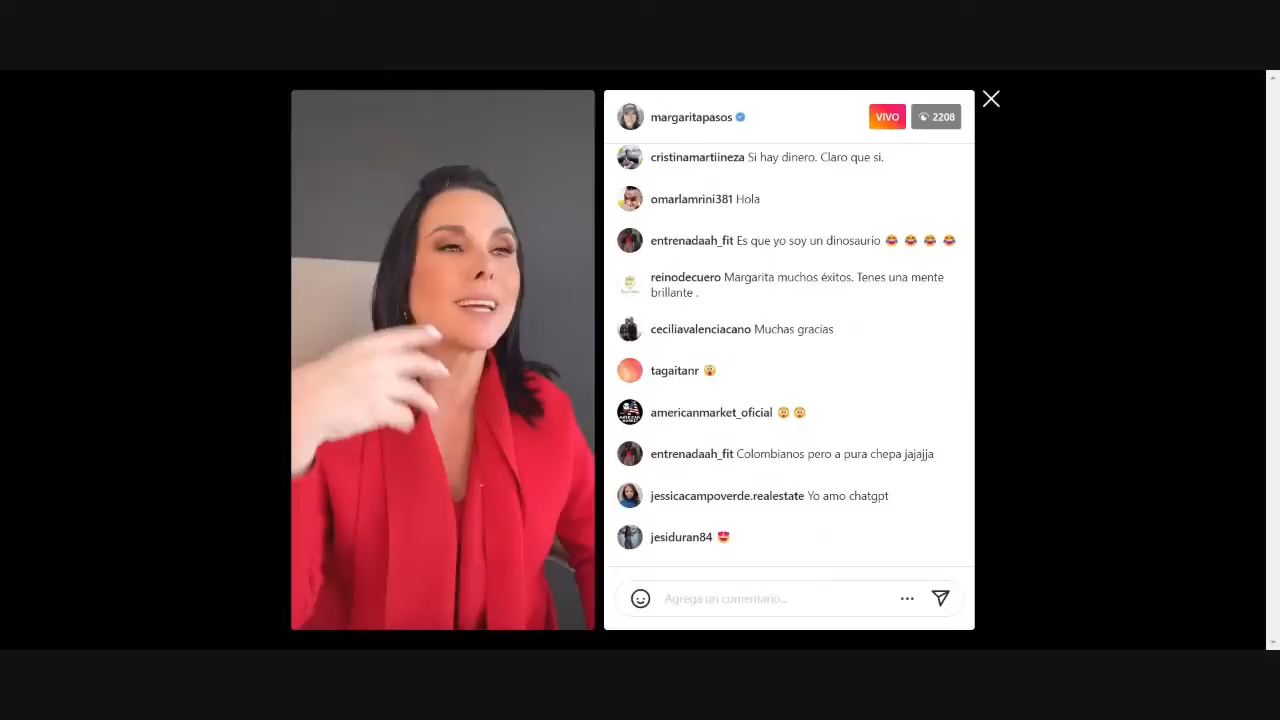 margaritapasos
VIVO
2208
cristinamartiineza Si hay dinero. Claro que si.
omarlamrini381 Hola
entrenadaah_fit Es que yo soy un dinosaurio 😂 😂 😂 😂
reinodecuero Margarita muchos éxitos. Tenes una mente
brillante .
ceciliavalenciacano Muchas gracias
tagaitanr 😲
americanmarket_oficial 😲 😲
entrenadaah_fit Colombianos pero a pura chepa jajajja
jessicacampoverde.realestate Yo amo chatgpt
jesiduran84 😍
Agrega un comentario...